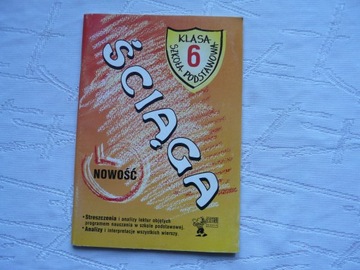 KLASA
6
SZKOŁA PODSTAWOWA
ŚCIĄGA
NOWOŚĆ
• Streszczenia i analizy lektur objętych
programem nauczania w szkole podstawowej.
• Analizy i interpretacje wszystkich wierszy.